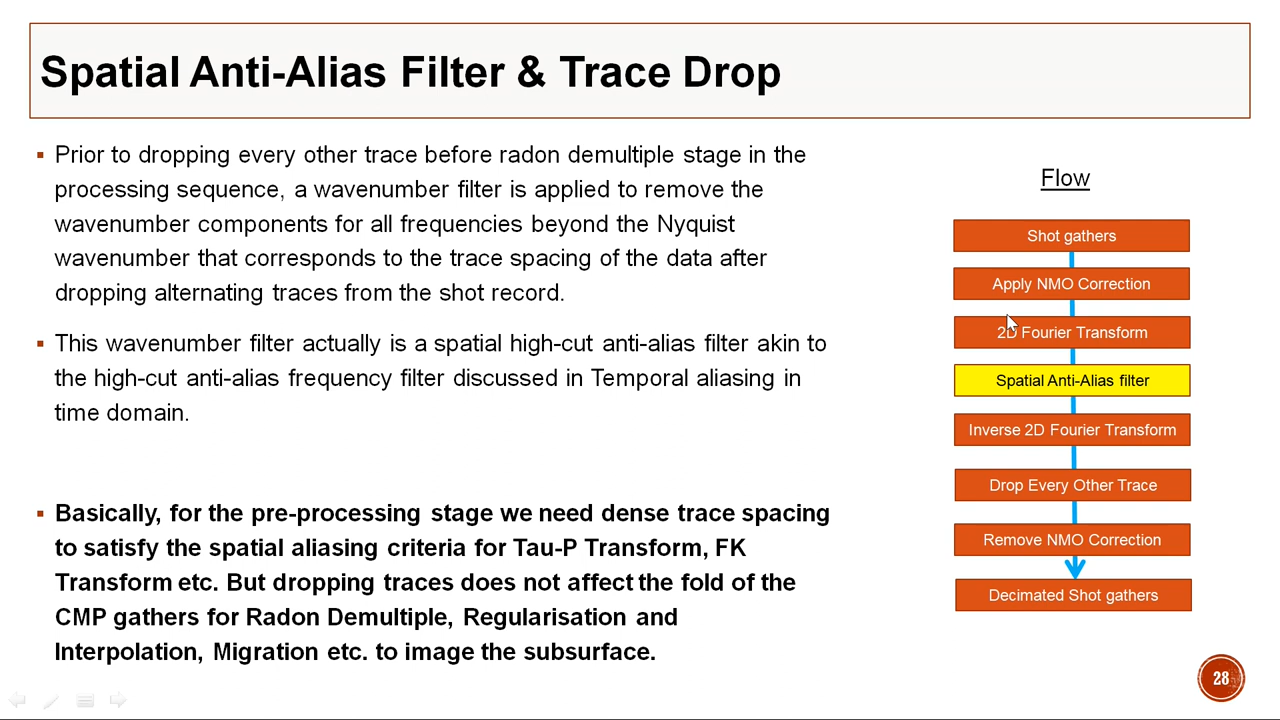 Spatial Anti-Alias Filter & Trace Drop
Prior to dropping every other trace before radon demultiple stage in the
processing sequence, a wavenumber filter is applied to remove the
wavenumber components for all frequencies beyond the Nyquist
wavenumber that corresponds to the trace spacing of the data after
dropping alternating traces from the shot record.
This wavenumber filter actually is a spatial high-cut anti-alias filter akin to
the high-cut anti-alias frequency filter discussed in Temporal aliasing in
time domain.
Basically, for the pre-processing stage we need dense trace spacing
to satisfy the spatial aliasing criteria for Tau-P Transform, FK
Transform etc. But dropping traces does not affect the fold of the
CMP gathers for Radon Demultiple, Regularisation and
Interpolation, Migration etc. to image the subsurface.
Flow
Shot gathers
Apply NMO Correction
2D Fourier Transform
Spatial Anti-Alias filter
Inverse 2D Fourier Transform
Drop Every Other Trace
Remove NMO Correction
Decimated Shot gathers
28